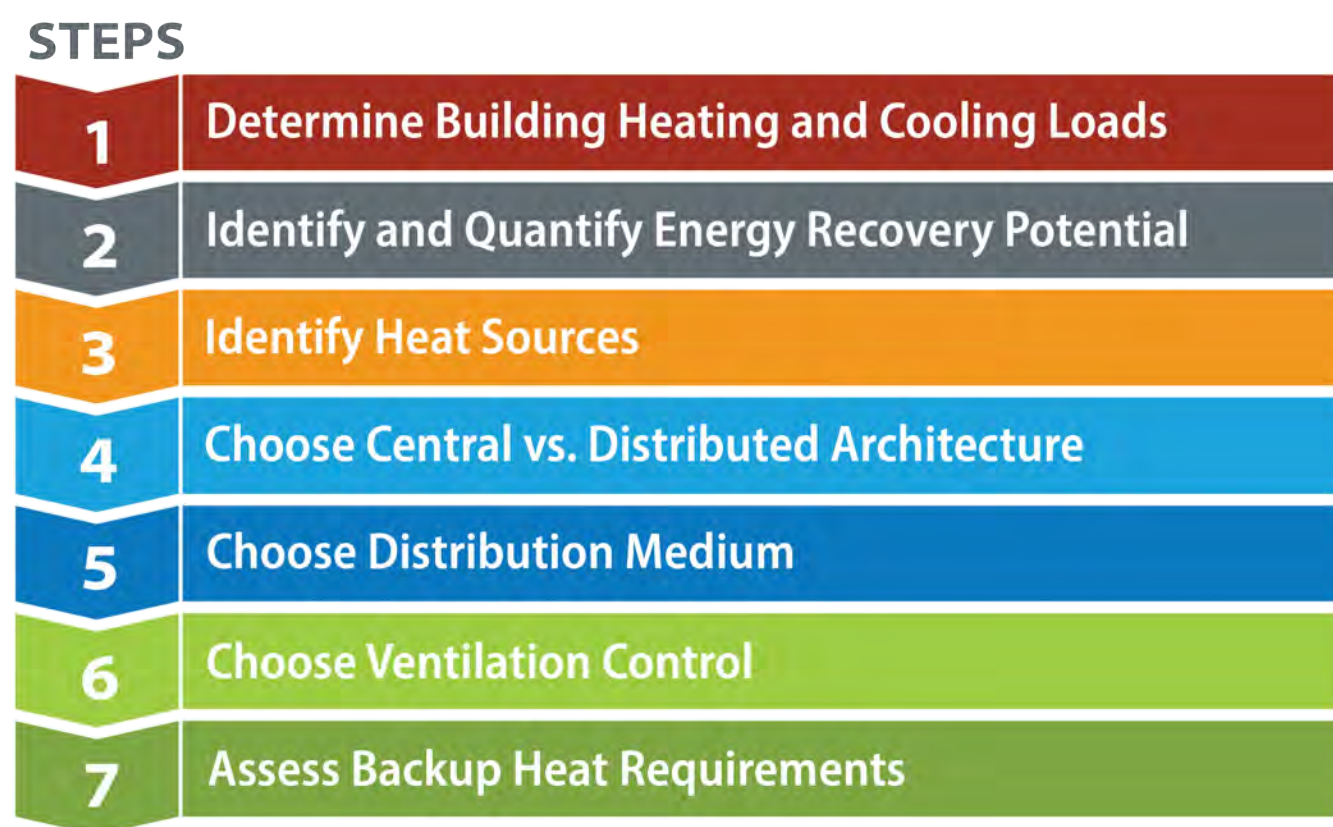 STEPS
1 Determine Building Heating and Cooling Loads
2 Identify and Quantify Energy Recovery Potential
3 Identify Heat Sources
4 Choose Central vs. Distributed Architecture
5 Choose Distribution Medium
6 Choose Ventilation Control
7 Assess Backup Heat Requirements